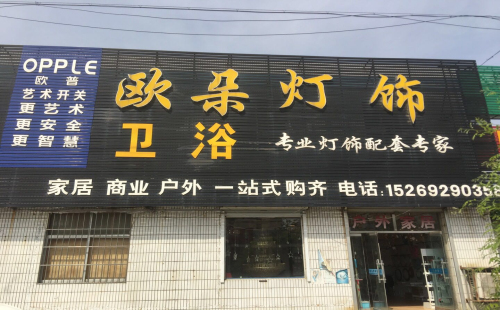 OPPLE
欧普
艺术开关
更艺术
更安全
更智慧
欧朵灯饰
卫浴
专业灯饰配套专家
家居 商业 户外 一站式购齐 电话:15269290358
家居